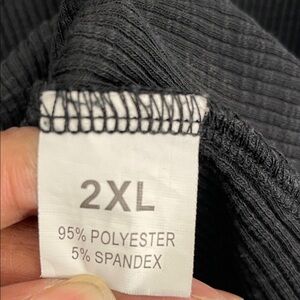 2XL
95% POLYESTER
5% SPANDEX